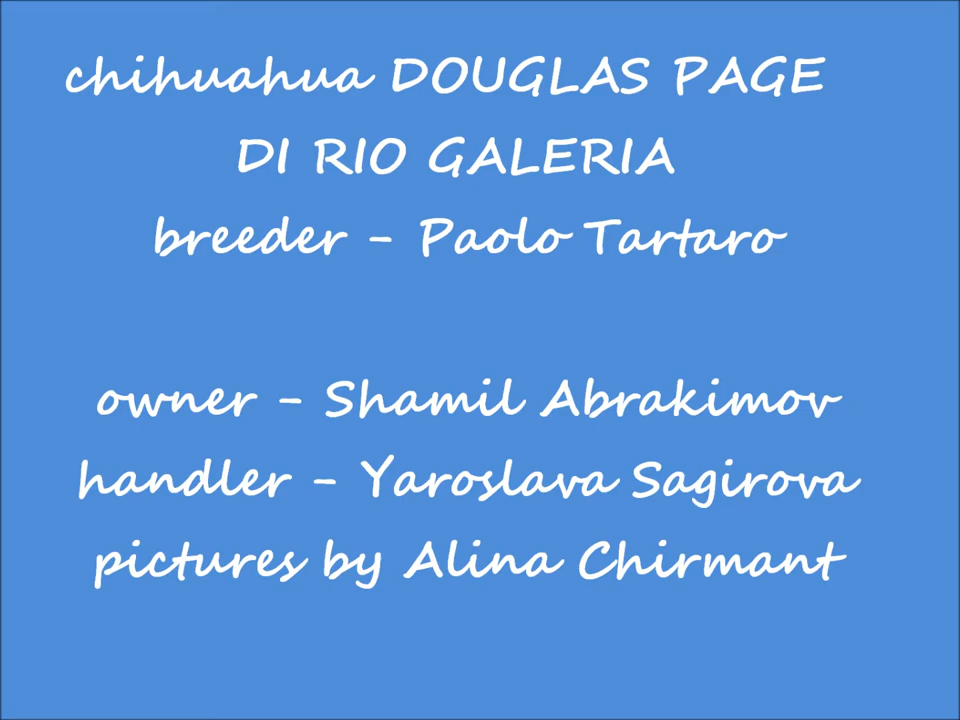 chihuahua DOUGLAS PAGE
DI RIO GALERIA
breeder - Paolo Tartaro
owner - Shamil Abrakimov
handler - Yaroslava Sagirova
pictures by Alina Chirmant